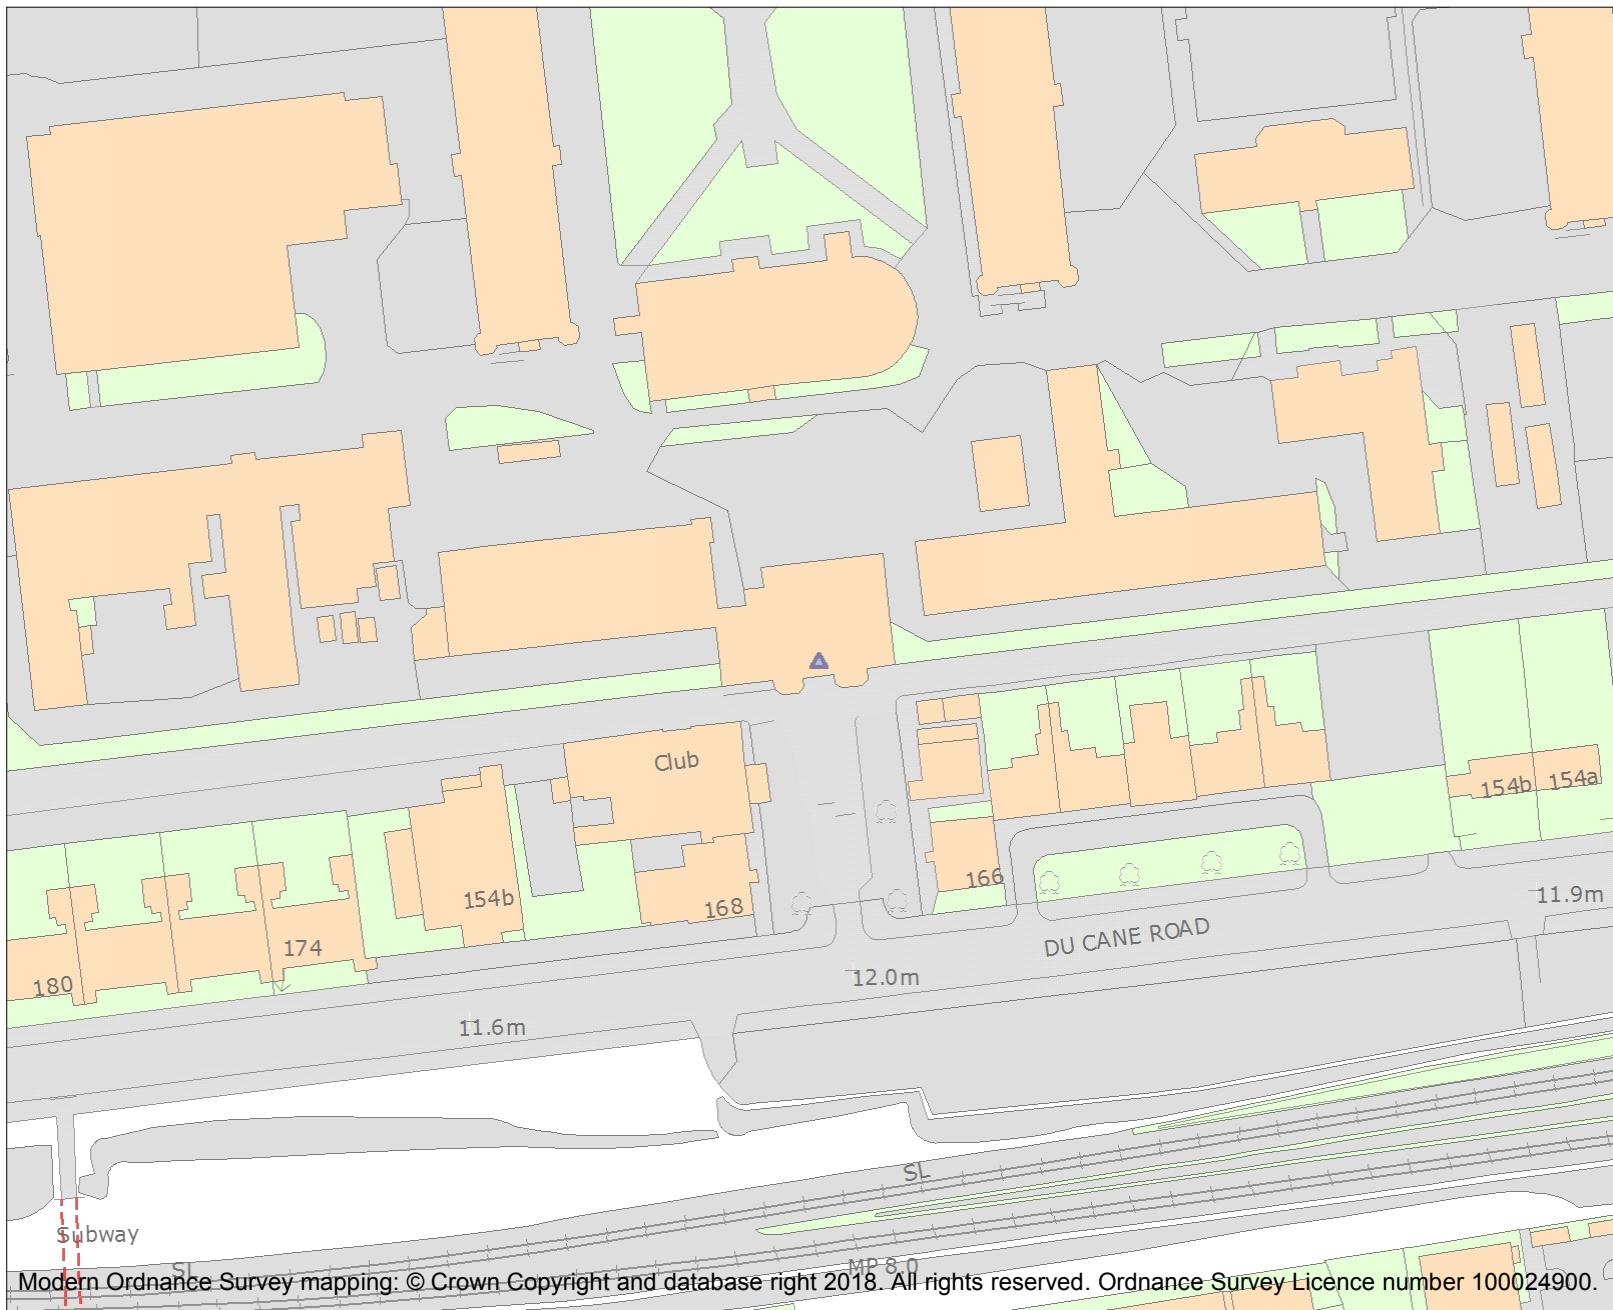 Club
154b 154a
154b
168
166
11.9m
DU CANE ROAD
174
180
12.0m
11.6m
SL
Subway
SL
MP 8.0
Modern Ordnance Survey mapping: © Crown Copyright and database right 2018. All rights reserved. Ordnance Survey Licence number 100024900.